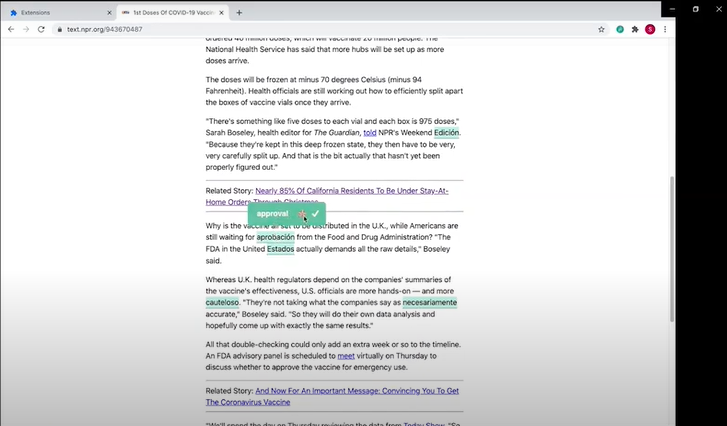 Extensions
1st Doses Of COVID-19 Vaccin
text.npr.org/943670487
S
ordered 40 million doses, which will vaccinate 20 million people. The
National Health Service has said that more hubs will be set up as more
doses arrive.
The doses will be frozen at minus 70 degrees Celsius (minus 94
Fahrenheit). Health officials are still working out how to efficiently split apart
the boxes of vaccine vials once they arrive.
"There's something like five doses to each vial and each box is 975 doses,"
Sarah Boseley, health editor for The Guardian, told NPR's Weekend Edición.
"Because they're kept in this deep frozen state, they then have to be very,
very carefully split up. And that is the bit actually that hasn't yet been
properly figured out."
Related Story: Nearly 85% Of California Residents To Be Under Stay-At-
Home Orders Through Christmas
approval
Why is the vaccine all set to be distributed in the U.K., while Americans are
still waiting for aprobación from the Food and Drug Administration? "The
FDA in the United Estados actually demands all the raw details," Boseley
said.
Whereas U.K. health regulators depend on the companies' summaries of
the vaccine's effectiveness, U.S. officials are more hands-on — and more
cauteloso. "They're not taking what the companies say as necesariamente
accurate," Boseley said. "So they will do their own data analysis and
hopefully come up with exactly the same results."
All that double-checking could only add an extra week or so to the timeline.
An FDA advisory panel is scheduled to meet virtually on Thursday to
discuss whether to approve the vaccine for emergency use.
Related Story: And Now For An Important Message: Convincing You To Get
The Coronavirus Vaccine
"We'll spend the day on Thursday reviewing the data from Today Show. "So